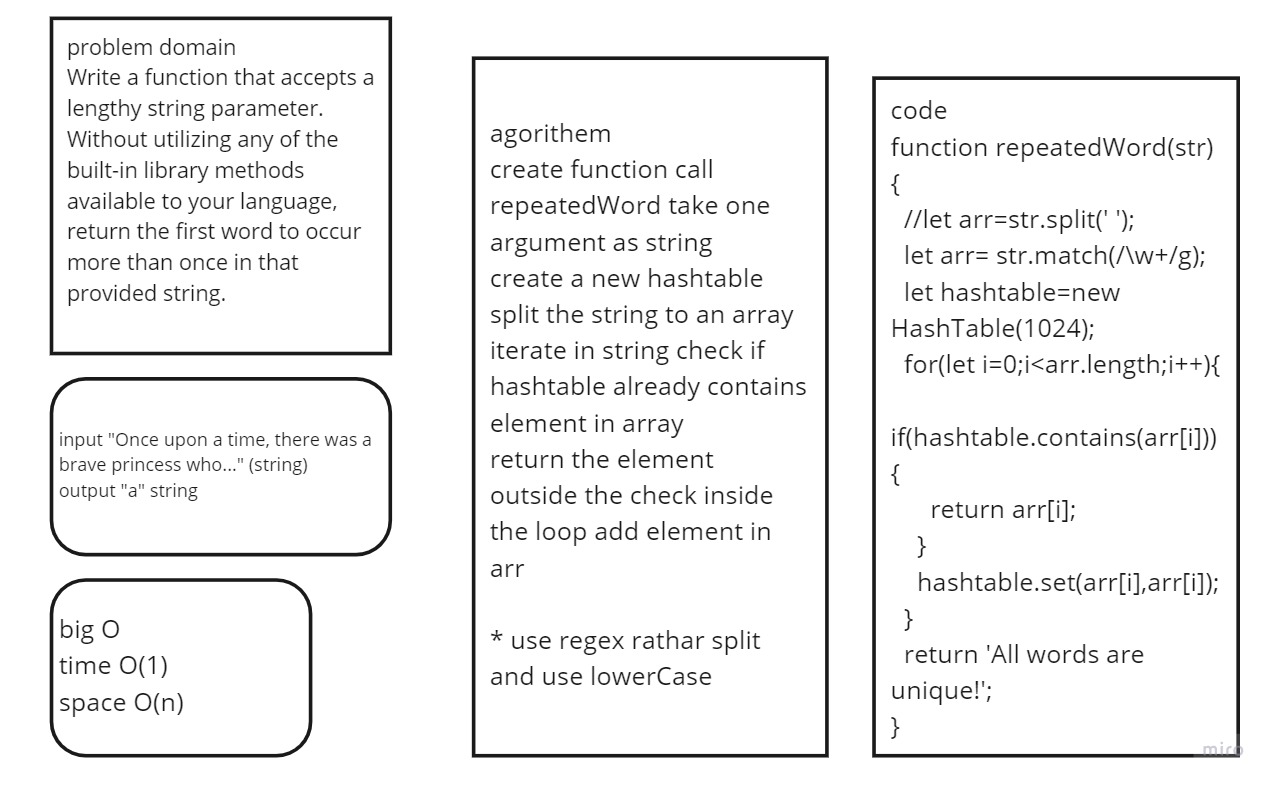 problem domain
Write a function that accepts a
lengthy string parameter.
Without utilizing any of the
built-in library methods
available to your language,
return the first word to occur
more than once in that
provided string.
input "Once upon a time, there was a
brave princess who..." (string)
output "a" string
big O
time O(1)
space O(n)
agorithem
create function call
repeatedWord take one
argument as string
create a new hashtable
split the string to an array
iterate in string check if
hashtable already contains
element in array
return the element
outside the check inside
the loop add element in
arr
* use regex rathar split
and use lowerCase
code
function repeatedWord(str)
{
//let arr=str.split(' ');
let arr= str.match(/\w+/g);
let hashtable=new
HashTable(1024);
for(let i=0;i<arr.length;i++){
if(hashtable.contains(arr[i]))
{
return arr[i];
}
hashtable.set(arr[i],arr[i]);
}
return 'All words are
unique!';
}
miro